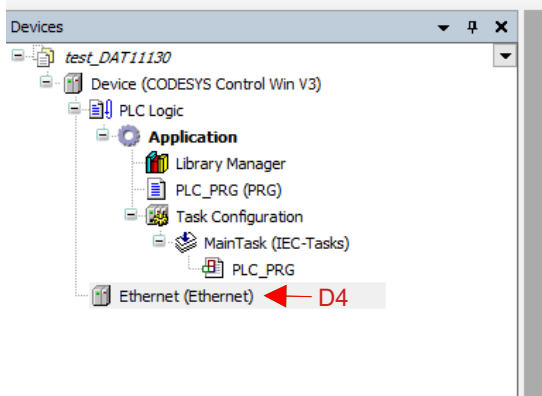 Devices
test_DAT11130
Device (CODESYS Control Win V3)
PLC Logic
Application
Library Manager
PLC_PRG (PRG)
Task Configuration
MainTask (IEC-Tasks)
PLC_PRG
Ethernet (Ethernet) D4